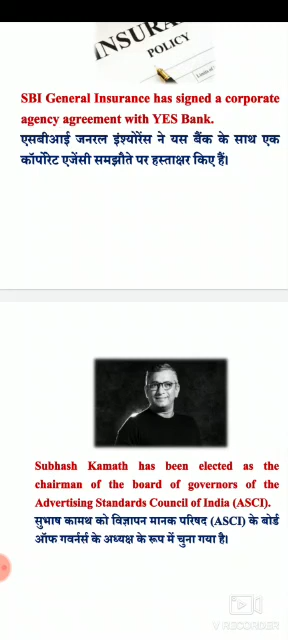 INSURA
POLICY
SBI General Insurance has signed a corporate
agency agreement with YES Bank.
एसबीआई जनरल इंश्योरेंस ने यस बैंक के साथ एक
कॉर्पोरेट एजेंसी समझौते पर हस्ताक्षर किए हैं।
Subhash Kamath has been elected as the
chairman of the board of governors of the
Advertising Standards Council of India (ASCI).
सुभाष कामथ को विज्ञापन मानक परिषद (ASCI) के बोर्ड
ऑफ गवर्नर्स के अध्यक्ष के रूप में चुना गया है।
V RECORDER